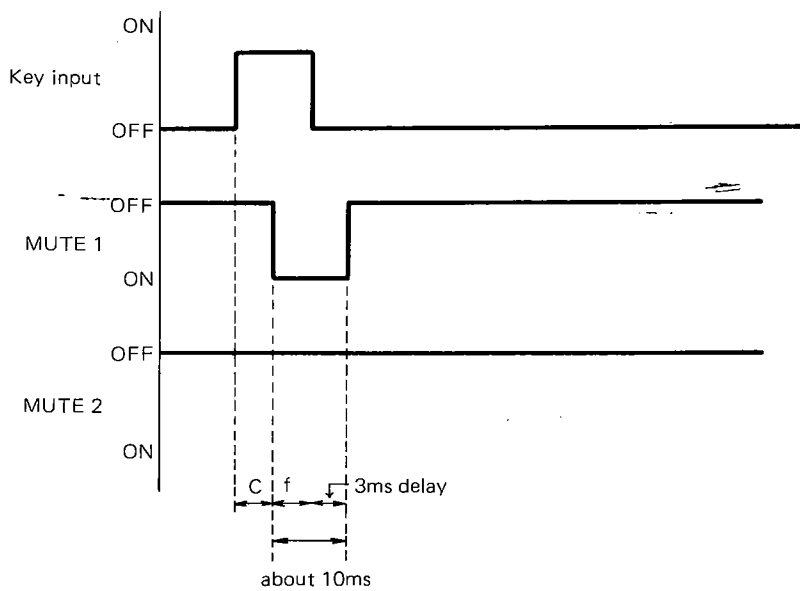 ON
Key input
OFF
OFF
MUTE 1
ON
OFF
MUTE 2
ON
C f 3ms delay
about 10ms